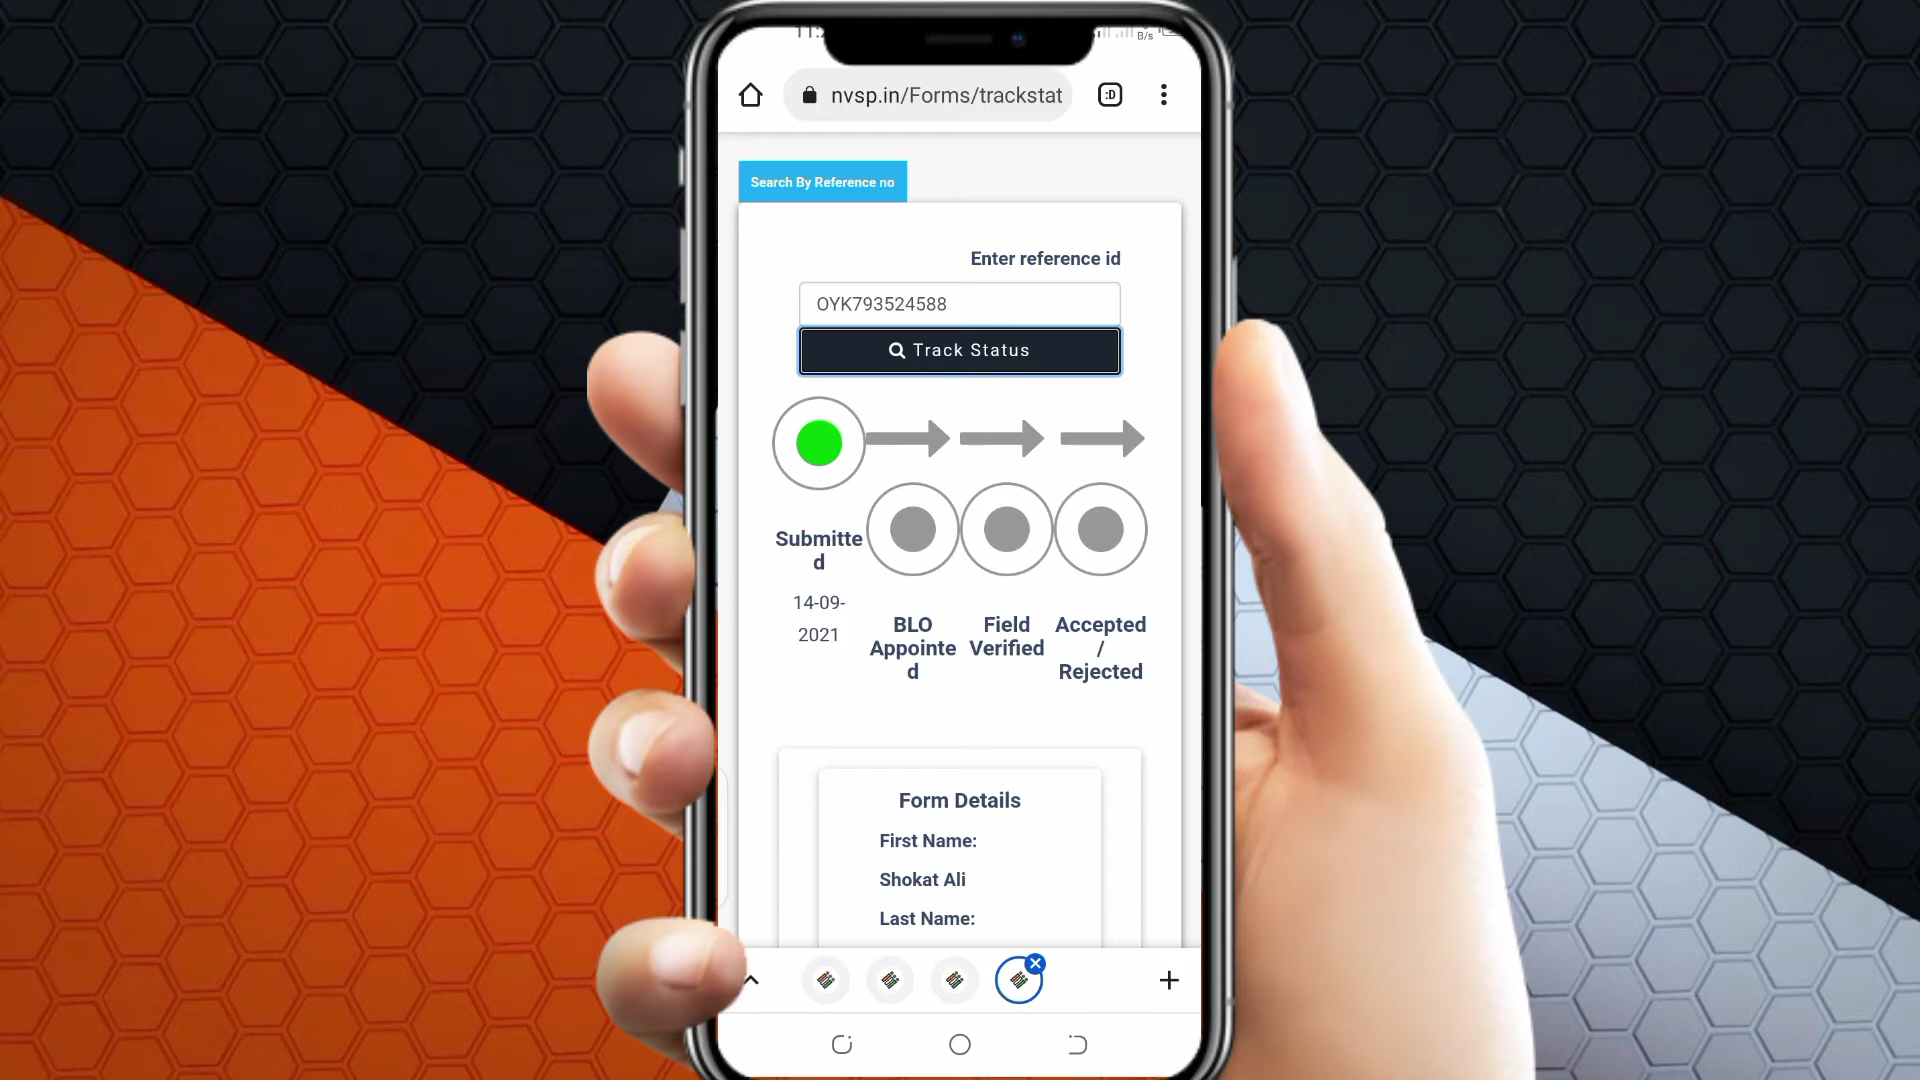 nvsp.in/Forms/trackstat
:D
B/s
Search By Reference no
Enter reference id
OYK793524588
Track Status
Submitte
d
14-09-
2021
BLO
Appointe
d
Field
Verified
Accepted
/
Rejected
Form Details
First Name:
Shokat Ali
Last Name: